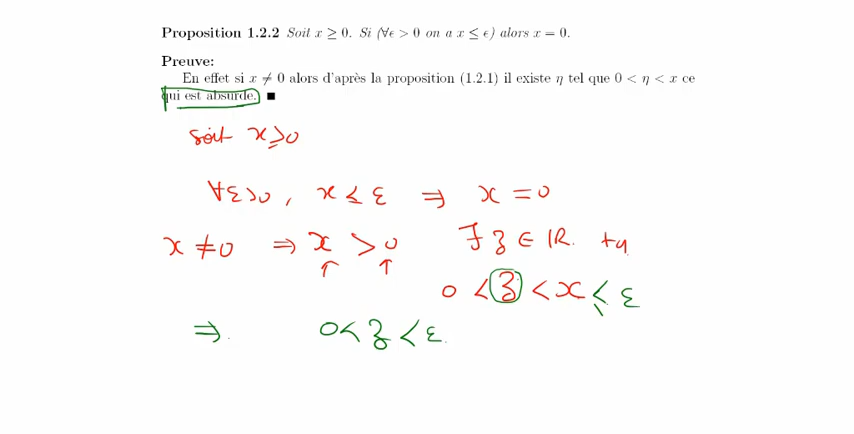 Proposition 1.2.2 Soit x ≥ 0. Si (∀ϵ > 0 on a x ≤ ϵ) alors x = 0.
Preuve:
En effet si x ≠ 0 alors d'après la proposition (1.2.1) il existe η tel que 0 < η < x ce
qui est absurde. ■
Soit x ≥ 0
∀ε>0, x ≤ ε ⇒ x = 0
x ≠ 0 ⇒ x > 0 ∃ z ∈ IR. tq
0 < z < x ≤ ε
⇒ 0 < z < ε.